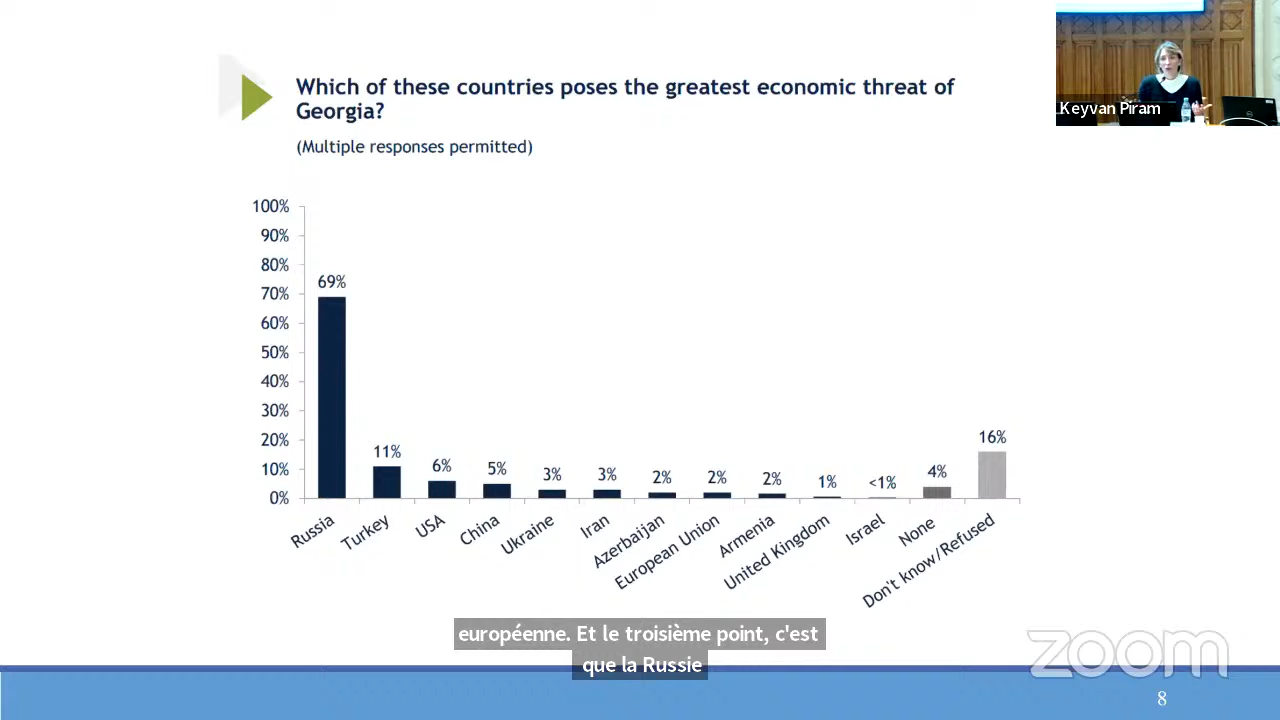 Which of these countries poses the greatest economic threat of
Georgia?
(Multiple responses permitted)
Keyvan Piram
100%
90%
80%
70%
60%
50%
40%
30%
20%
10%
0%
69%
11%
6%
5%
3%
3%
2%
2%
2%
1%
<1%
4%
16%
Russia
Turkey
USA
China
Ukraine
Iran
Azerbaijan
European Union
Armenia
United Kingdom
Israel
None
Don't know/Refused
européenne. Et le troisième point, c'est
que la Russie
zoom
8